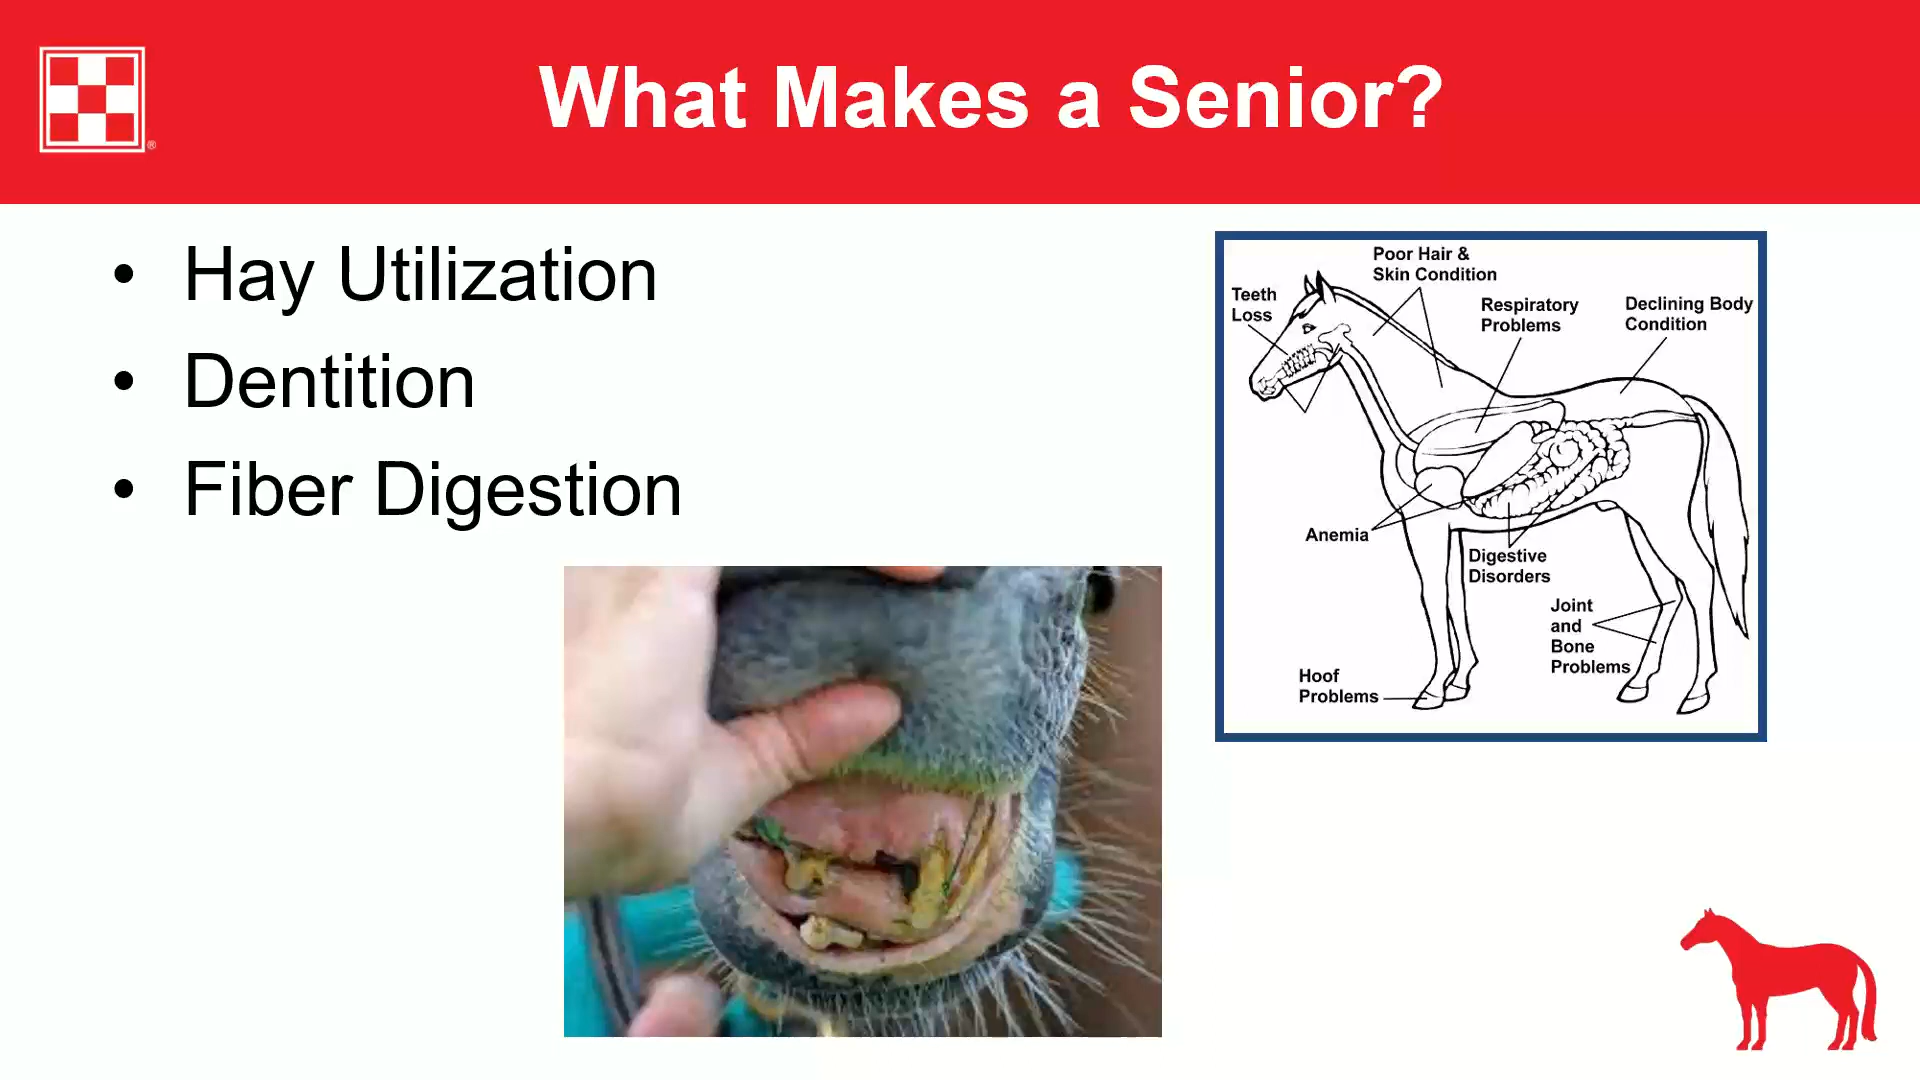 What Makes a Senior?
®
• Hay Utilization
• Dentition
• Fiber Digestion
Poor Hair &
Skin Condition
Teeth
Loss
Respiratory
Problems
Declining Body
Condition
Anemia
Digestive
Disorders
Joint
and
Bone
Problems
Hoof
Problems